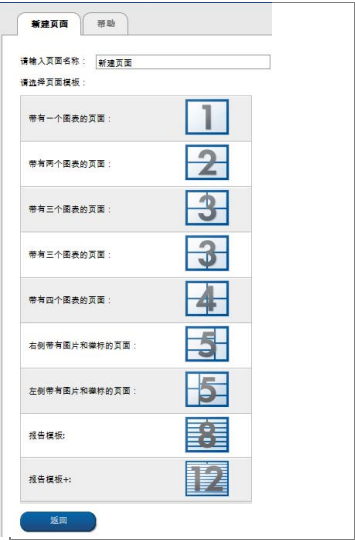 新建页面 帮助
请输入页面名称： 新建页面
请选择页面模板：
带有一个图表的页面： 1
带有两个图表的页面： 2
带有三个图表的页面： 3
带有三个图表的页面： 3
带有四个图表的页面： 4
右侧带有图片和徽标的页面： 5
左侧带有图片和徽标的页面： 5
报告模板: 8
报告模板+: 12
返回